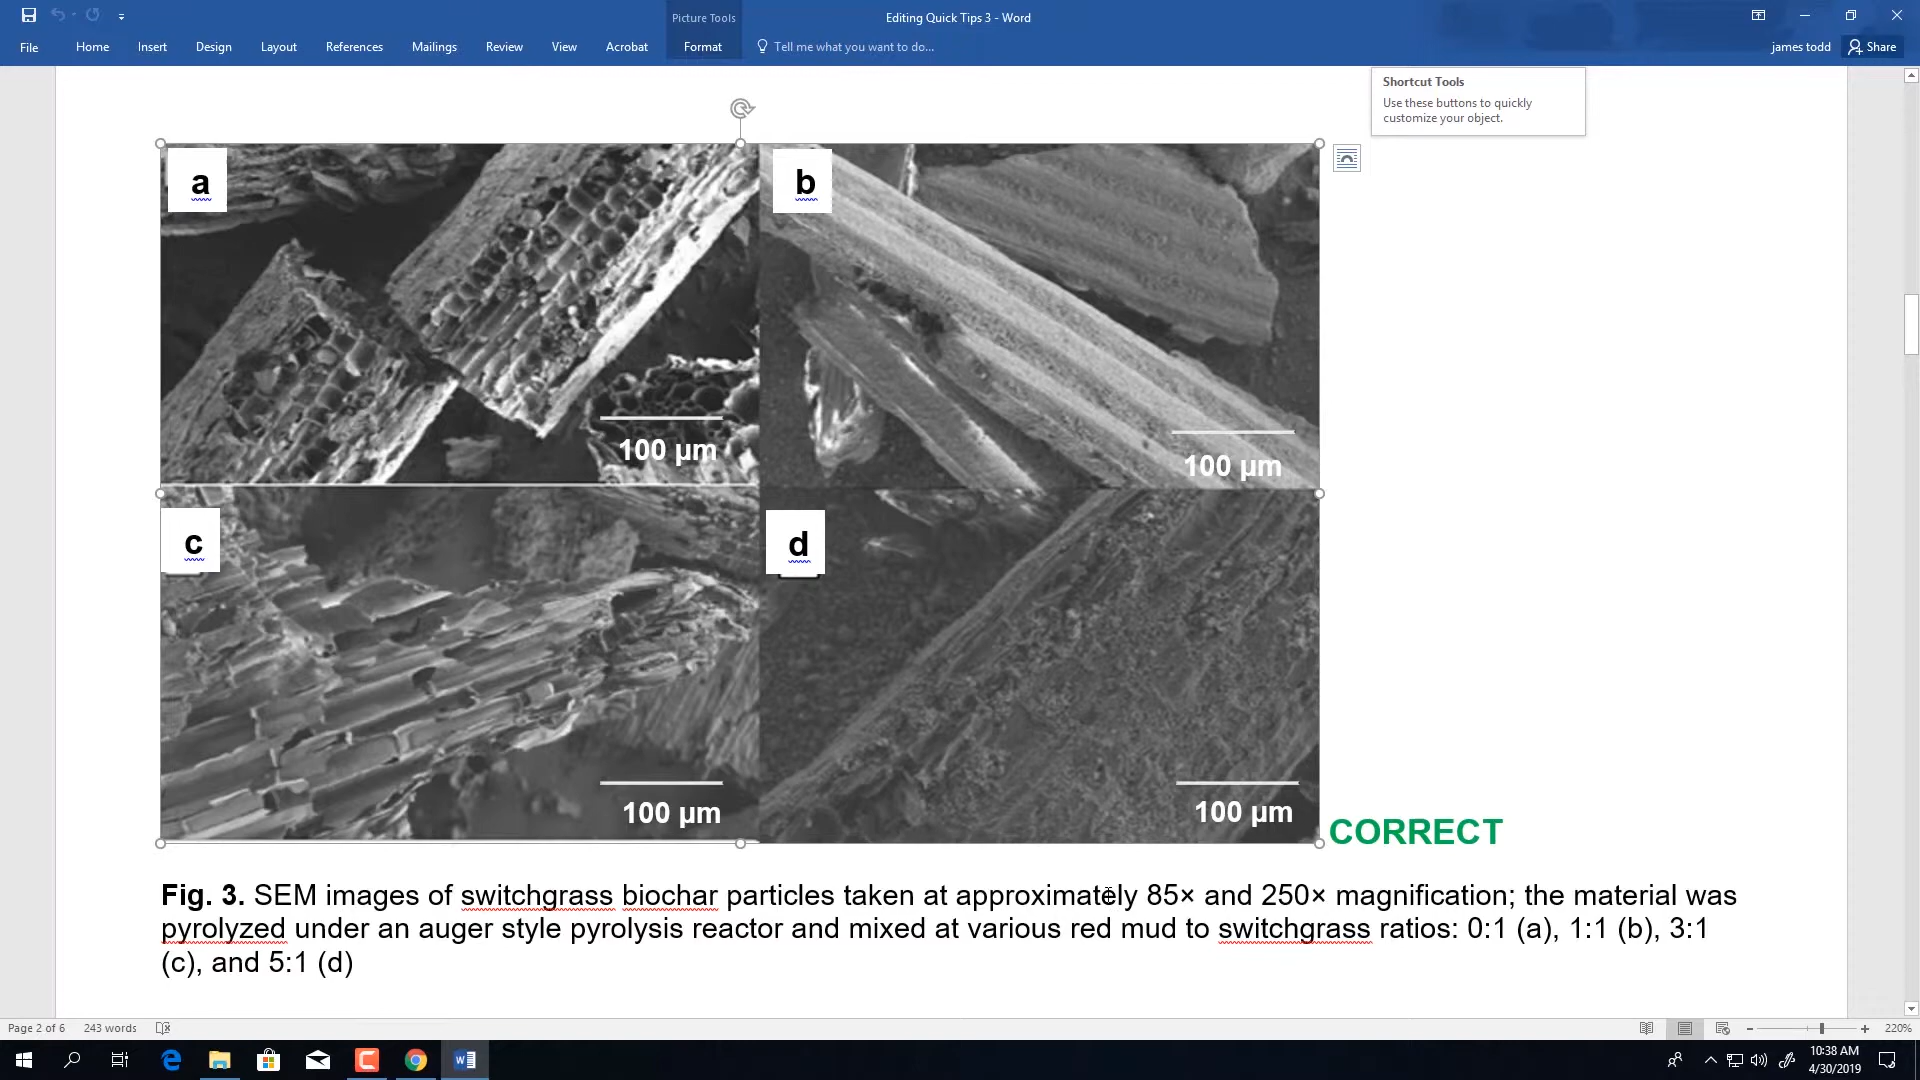 Picture Tools
Editing Quick Tips 3 - Word
File Home Insert Design Layout References Mailings Review View Acrobat Format Tell me what you want to do... james todd Share
Shortcut Tools
Use these buttons to quickly
customize your object.
a b
100 µm
100 µm
c d
100 µm 100 µm
CORRECT
Fig. 3. SEM images of switchgrass biochar particles taken at approximately 85× and 250× magnification; the material was
pyrolyzed under an auger style pyrolysis reactor and mixed at various red mud to switchgrass ratios: 0:1 (a), 1:1 (b), 3:1
(c), and 5:1 (d)
Page 2 of 6 243 words 220%
10:38 AM
4/30/2019